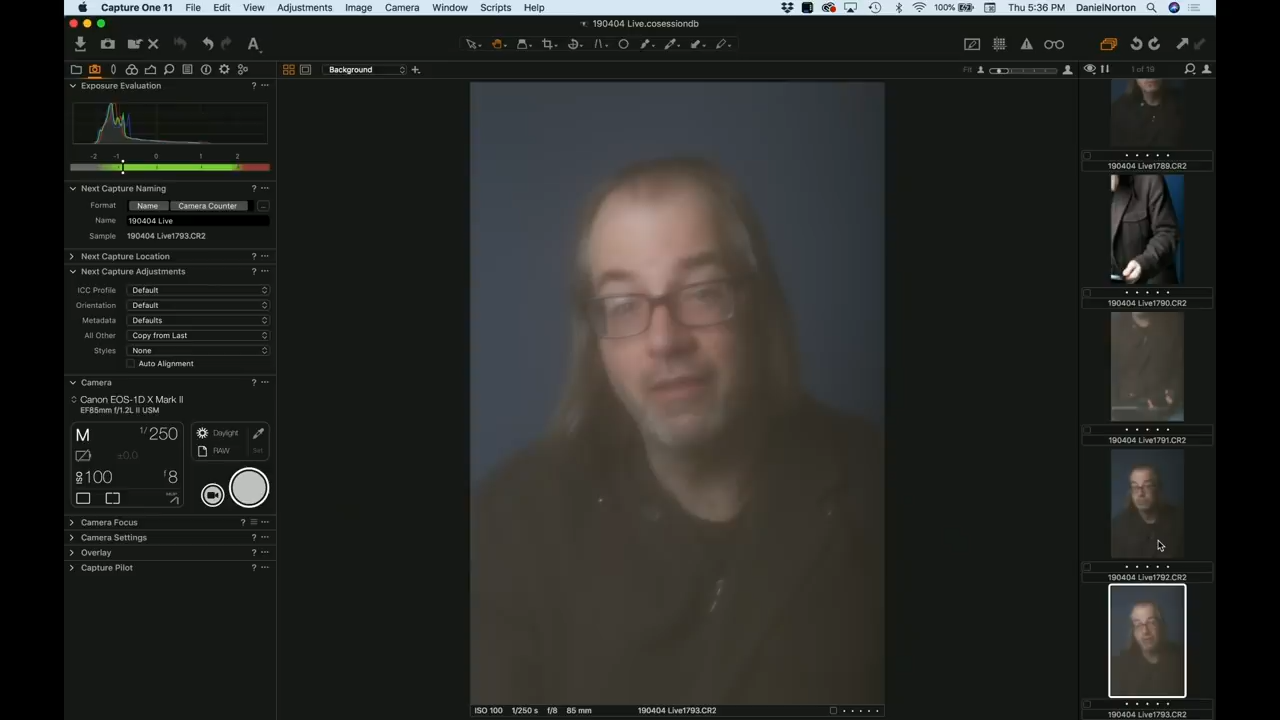 Capture One 11 File Edit View Adjustments Image Camera Window Scripts Help 100% Thu 5:36 PM DanielNorton
190404 Live.cosessiondb
A
Background
Fit
1 of 19
Exposure Evaluation ? ...
-2 -1 0 1 2
Next Capture Naming ? ...
Format Name Camera Counter ...
Name 190404 Live
Sample 190404 Live1793.CR2
Next Capture Location ? ...
Next Capture Adjustments ? ...
ICC Profile Default
Orientation Default
Metadata Defaults
All Other Copy from Last
Styles None
Auto Alignment
Camera ? ...
Canon EOS-1D X Mark II
EF85mm f/1.2L II USM
M 1/250
±0.0
ISO 100 f8
Daylight
RAW Set
Camera Focus ? ...
Camera Settings ? ...
Overlay ? ...
Capture Pilot ? ...
ISO 100 1/250 s f/8 85 mm 190404 Live1793.CR2
190404 Live1789.CR2
190404 Live1790.CR2
190404 Live1791.CR2
190404 Live1792.CR2
190404 Live1793.CR2